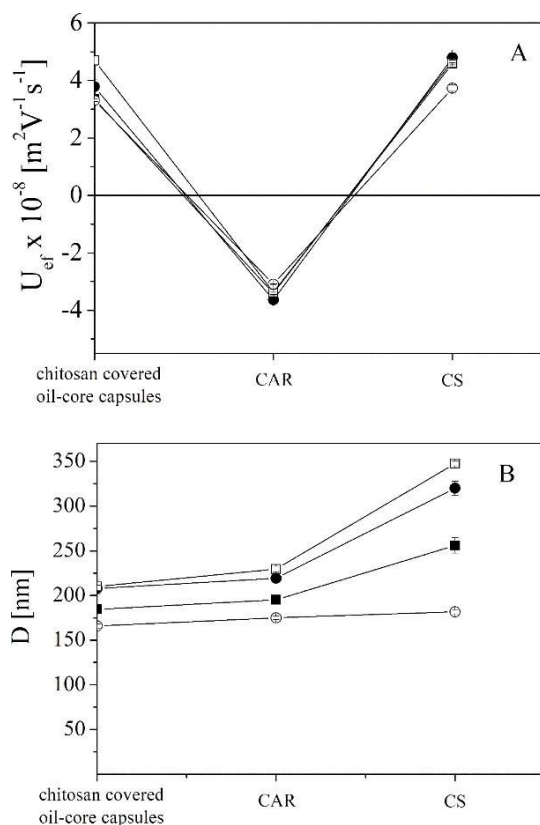 A
6
4
2
0
-2
-4
U_ef x 10^-8 [m^2V^-1s^-1]
chitosan covered
oil-core capsules
CAR
CS
B
350
300
250
200
150
100
50
D [nm]
chitosan covered
oil-core capsules
CAR
CS